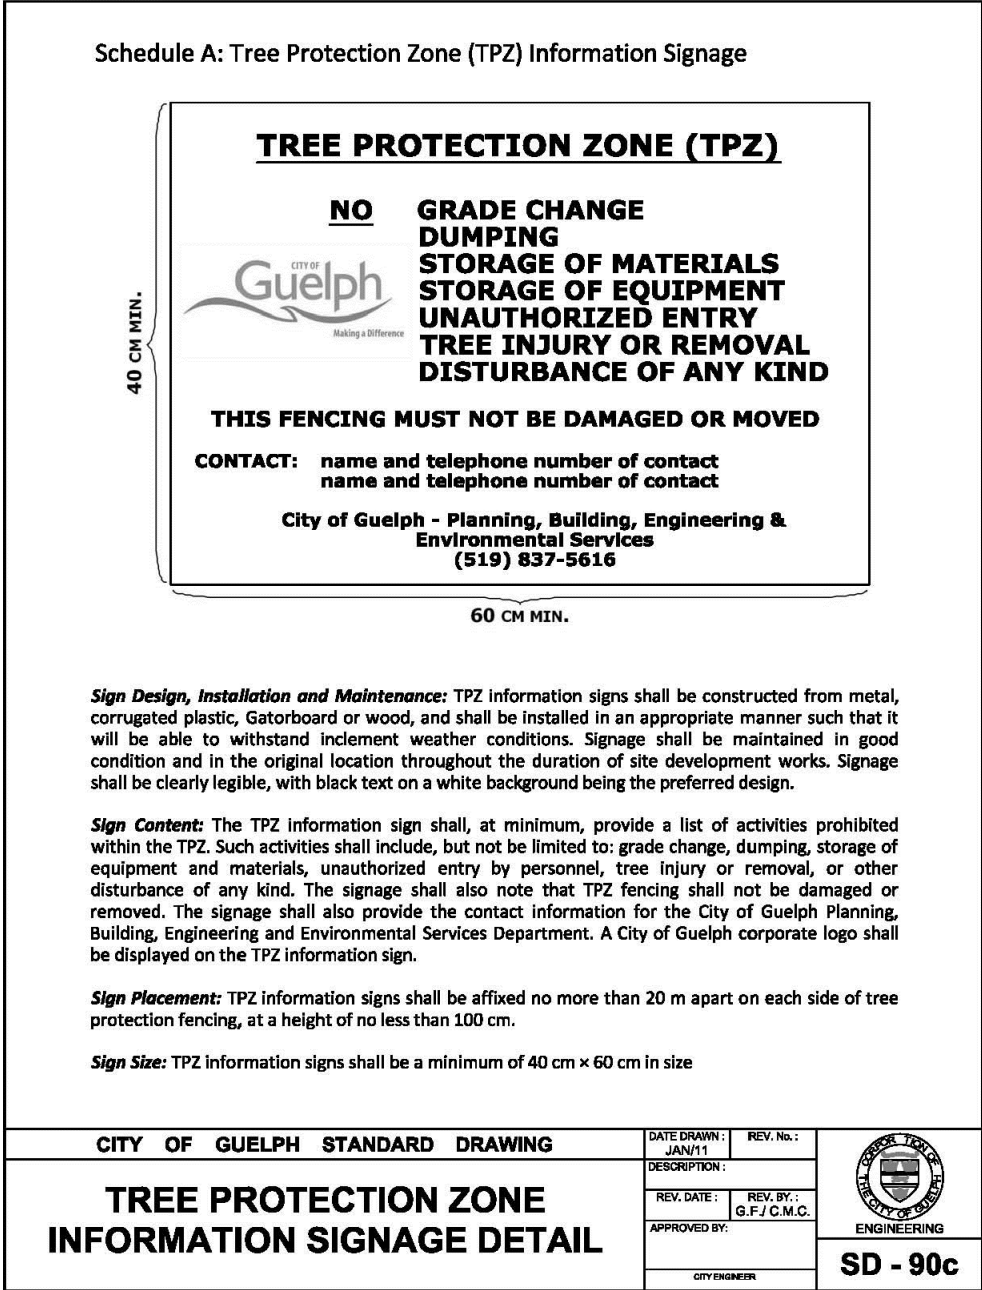 Schedule A: Tree Protection Zone (TPZ) Information Signage
TREE PROTECTION ZONE (TPZ)
NO GRADE CHANGE
DUMPING
STORAGE OF MATERIALS
STORAGE OF EQUIPMENT
UNAUTHORIZED ENTRY
TREE INJURY OR REMOVAL
DISTURBANCE OF ANY KIND
CITY OF
Guelph
Making a Difference
40 CM MIN.
THIS FENCING MUST NOT BE DAMAGED OR MOVED
CONTACT: name and telephone number of contact
name and telephone number of contact
City of Guelph - Planning, Building, Engineering &
Environmental Services
(519) 837-5616
60 CM MIN.
Sign Design, Installation and Maintenance: TPZ information signs shall be constructed from metal,
corrugated plastic, Gatorboard or wood, and shall be installed in an appropriate manner such that it
will be able to withstand inclement weather conditions. Signage shall be maintained in good
condition and in the original location throughout the duration of site development works. Signage
shall be clearly legible, with black text on a white background being the preferred design.
Sign Content: The TPZ information sign shall, at minimum, provide a list of activities prohibited
within the TPZ. Such activities shall include, but not be limited to: grade change, dumping, storage of
equipment and materials, unauthorized entry by personnel, tree injury or removal, or other
disturbance of any kind. The signage shall also note that TPZ fencing shall not be damaged or
removed. The signage shall also provide the contact information for the City of Guelph Planning,
Building, Engineering and Environmental Services Department. A City of Guelph corporate logo shall
be displayed on the TPZ information sign.
Sign Placement: TPZ information signs shall be affixed no more than 20 m apart on each side of tree
protection fencing, at a height of no less than 100 cm.
Sign Size: TPZ information signs shall be a minimum of 40 cm × 60 cm in size
CITY OF GUELPH STANDARD DRAWING
TREE PROTECTION ZONE
INFORMATION SIGNAGE DETAIL
DATE DRAWN :
JAN/11
REV. No. :
DESCRIPTION :
REV. DATE :
REV. BY. :
G.F./ C.M.C.
APPROVED BY:
CITY ENGINEER
CORPORATION OF
THE CITY OF GUELPH
ENGINEERING
SD - 90c